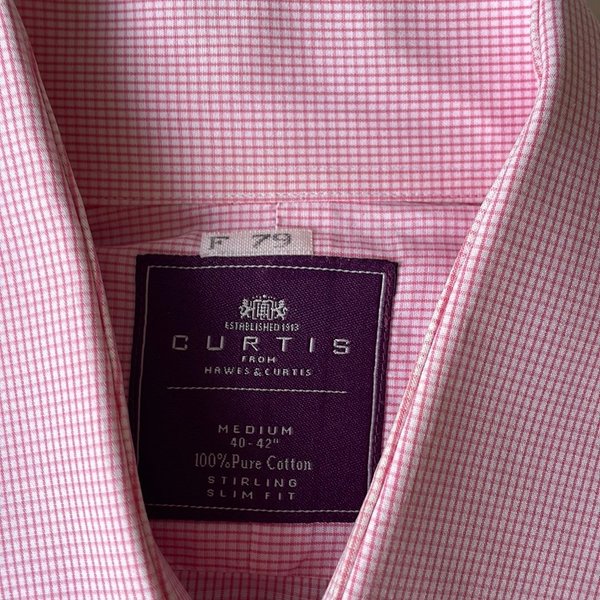 F 79
ESTABLISHED 1913
CURTIS
FROM
HAWES & CURTIS
MEDIUM
40-42"
100% Pure Cotton
STIRLING
SLIM FIT